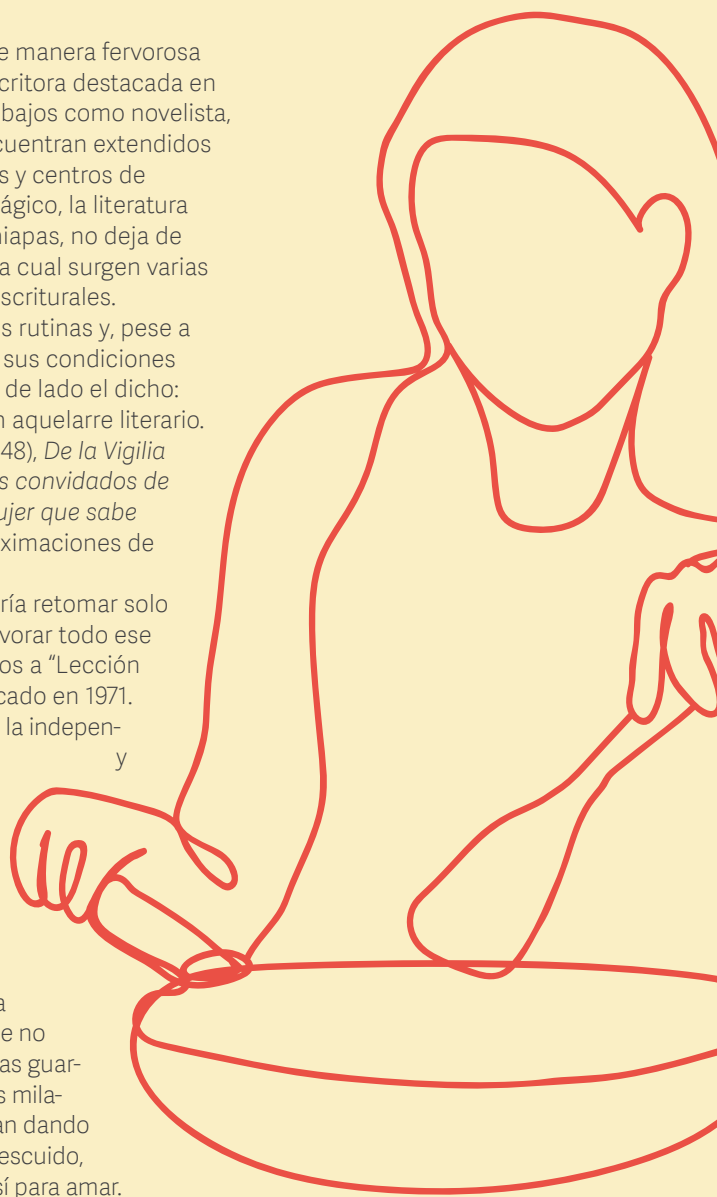 e manera fervorosa
critora destacada en
bajos como novelista,
cuentran extendidos
s y centros de
ágico, la literatura
hiapas, no deja de
a cual surgen varias
scriturales.
s rutinas y, pese a
sus condiciones
de lado el dicho:
n aquelarre literario.
48), De la Vigilia
s convidados de
ujer que sabe
ximaciones de
ría retomar solo
vorar todo ese
os a “Lección
cado en 1971.
la indepen-
y
a
e no
as guar-
s mila-
an dando
escuido,
sí para amar.